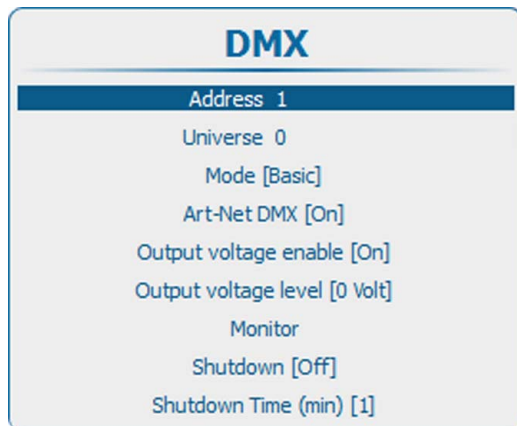 DMX
Address 1
Universe 0
Mode [Basic]
Art-Net DMX [On]
Output voltage enable [On]
Output voltage level [0 Volt]
Monitor
Shutdown [Off]
Shutdown Time (min) [1]